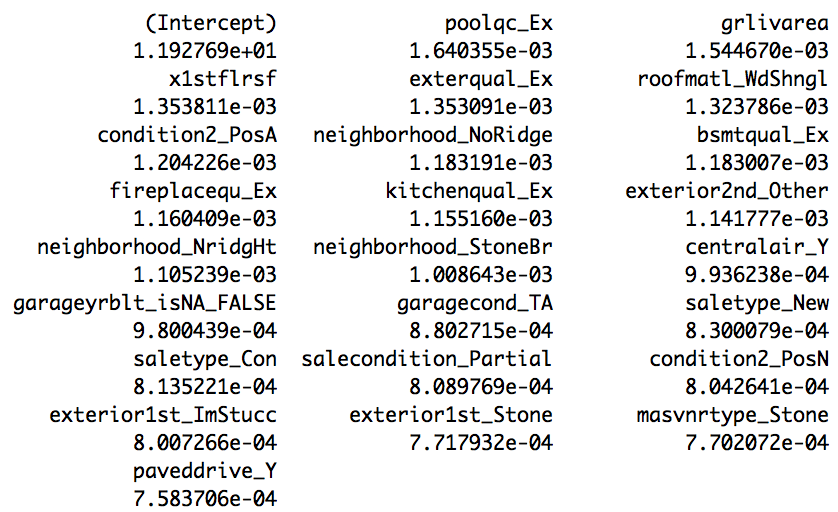 (Intercept) poolqc_Ex grlivarea
1.192769e+01 1.640355e-03 1.544670e-03
x1stflrsf exterqual_Ex roofmatl_WdShngl
1.353811e-03 1.353091e-03 1.323786e-03
condition2_PosA neighborhood_NoRidge bsmtqual_Ex
1.204226e-03 1.183191e-03 1.183007e-03
fireplacequ_Ex kitchenqual_Ex exterior2nd_Other
1.160409e-03 1.155160e-03 1.141777e-03
neighborhood_NridgHt neighborhood_StoneBr centralair_Y
1.105239e-03 1.008643e-03 9.936238e-04
garageyrblt_isNA_FALSE garagecond_TA saletype_New
9.800439e-04 8.802715e-04 8.300079e-04
saletype_Con salecondition_Partial condition2_PosN
8.135221e-04 8.089769e-04 8.042641e-04
exterior1st_ImStucc exterior1st_Stone masvnrtype_Stone
8.007266e-04 7.717932e-04 7.702072e-04
paveddrive_Y
7.583706e-04